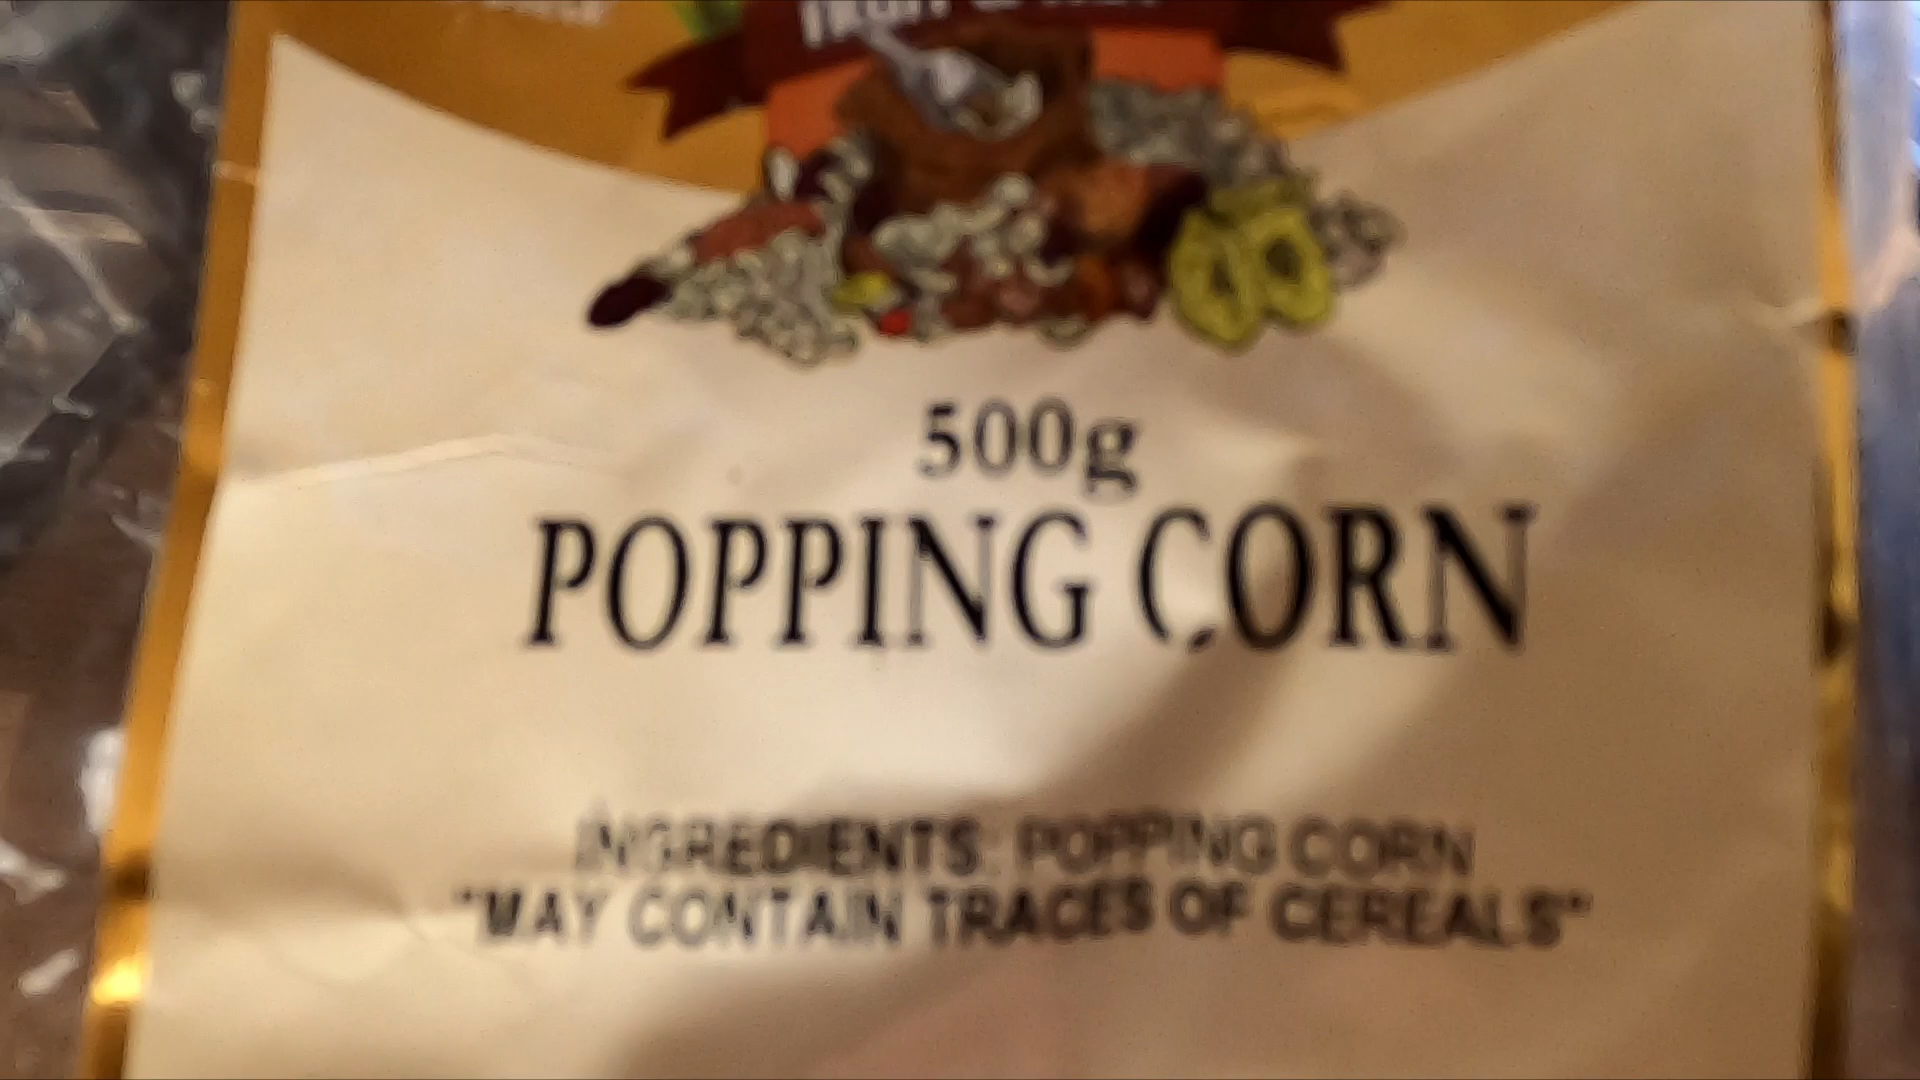 500g
POPPING CORN
INGREDIENTS: POPPING CORN
"MAY CONTAIN TRACES OF CEREALS"